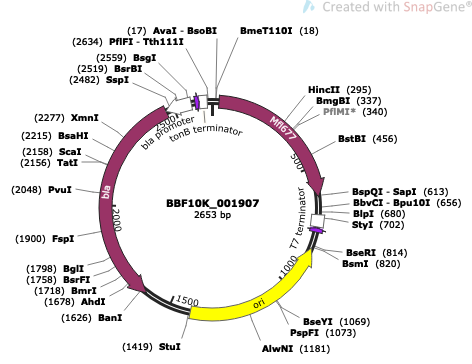 Created with SnapGene®
(17) AvaI - BsoBI
BmeT110I (18)
(2634) PflFI - Tth111I
(2559) BsgI
(2519) BsrBI
(2482) SspI
HincII (295)
BmgBI (337)
PflMI* (340)
BstBI (456)
(2277) XmnI
(2215) BsaHI
(2158) ScaI
(2156) TatI
(2048) PvuI
(1900) FspI
(1798) BglI
(1758) BsrFI
(1718) BmrI
(1678) AhdI
(1626) BanI
(1419) StuI
BspQI - SapI (613)
BbvCI - Bpu10I (656)
BlpI (680)
StyI (702)
BseRI (814)
BsmI (820)
BseYI (1069)
PspFI (1073)
AlwNI (1181)
bla promoter
tonB terminator
Mfl677
T7 terminator
bla
ori
500
1000
1500
2000
2500
BBF10K_001907
2653 bp